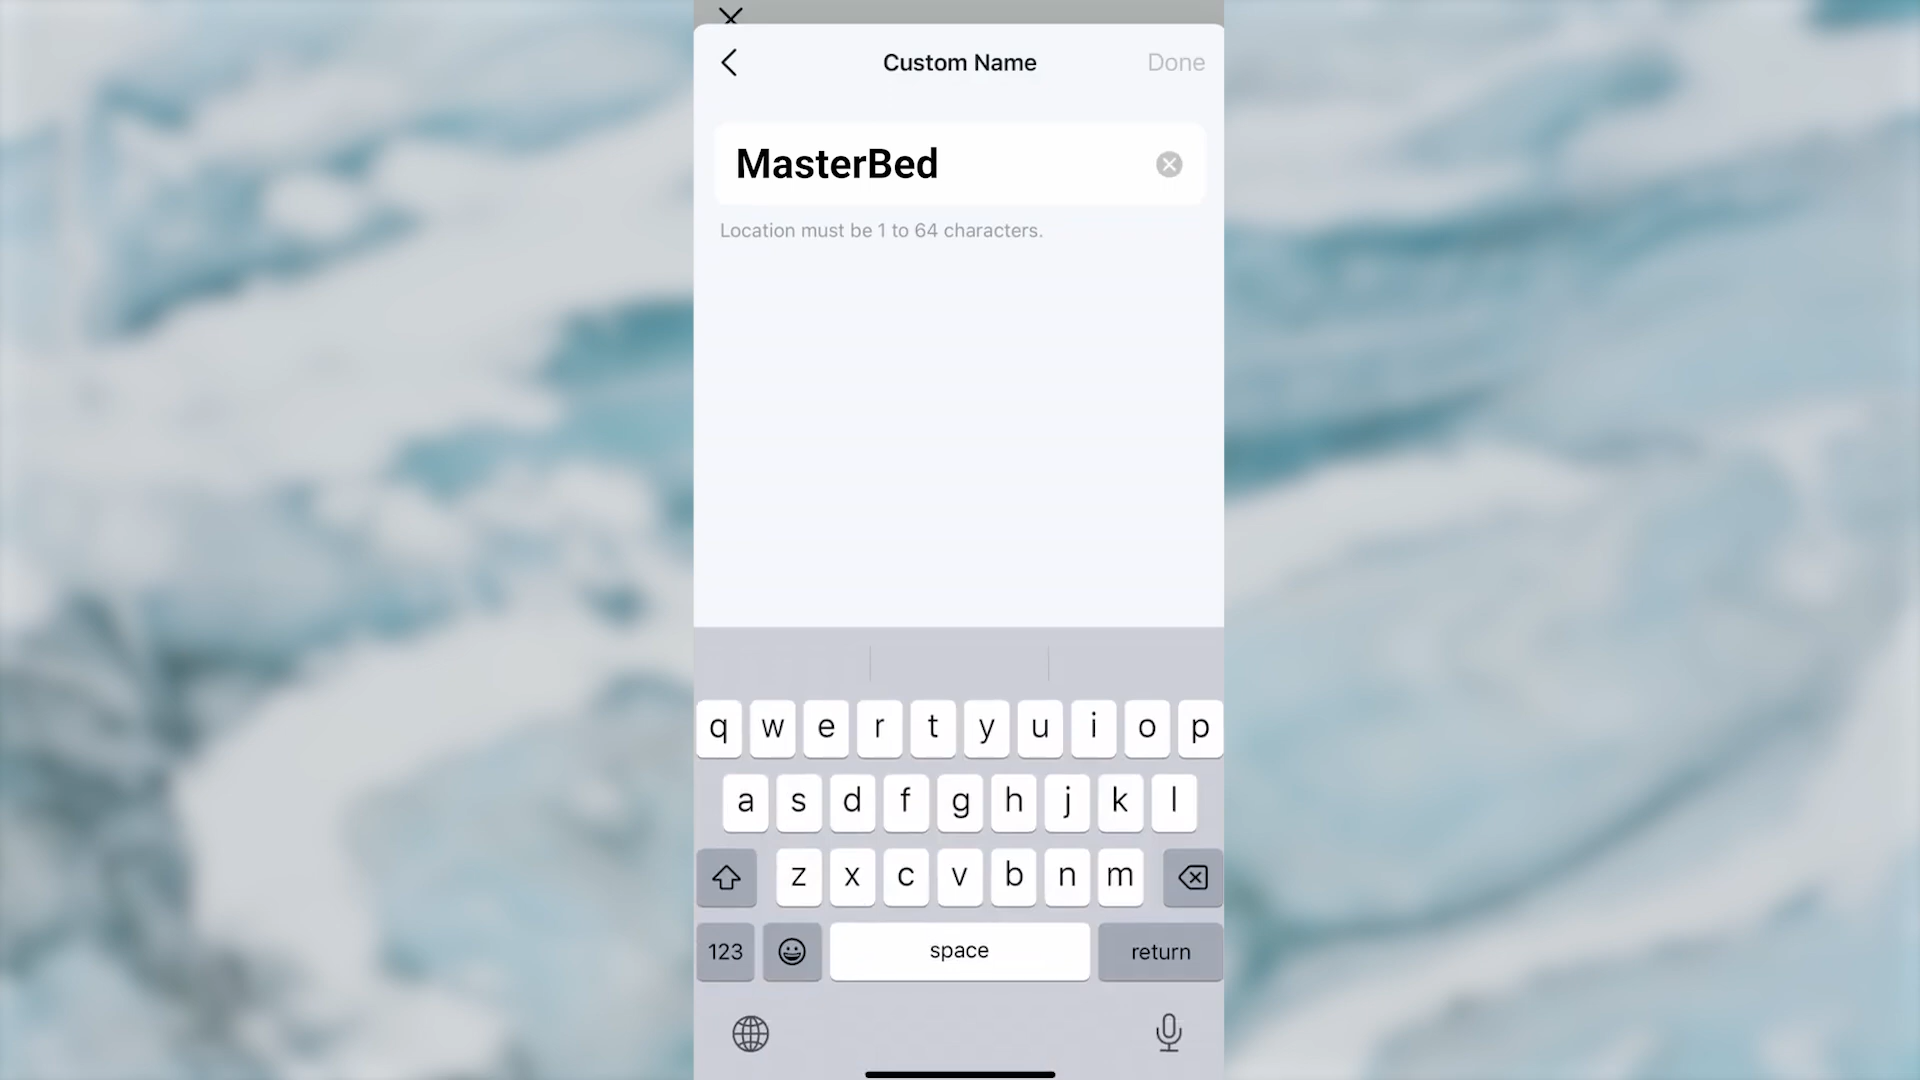 Custom Name
Done
MasterBed
Location must be 1 to 64 characters.
q w e r t y u i o p
a s d f g h j k l
z x c v b n m
123 space return